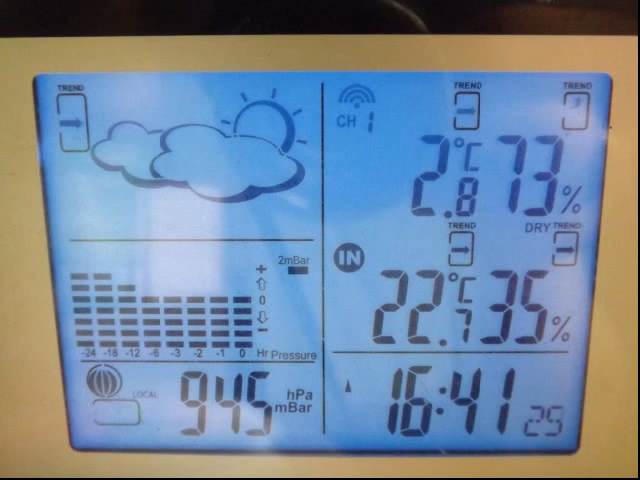 TREND
TREND TREND
CH 1
2.8 °C 73 %
DRY TREND
IN
22.7 °C 35 %
2mBar
+
0
-
-24 -18 -12 -6 -3 -2 -1 0 Hr Pressure
LOCAL
945 hPa mBar
16:41 25